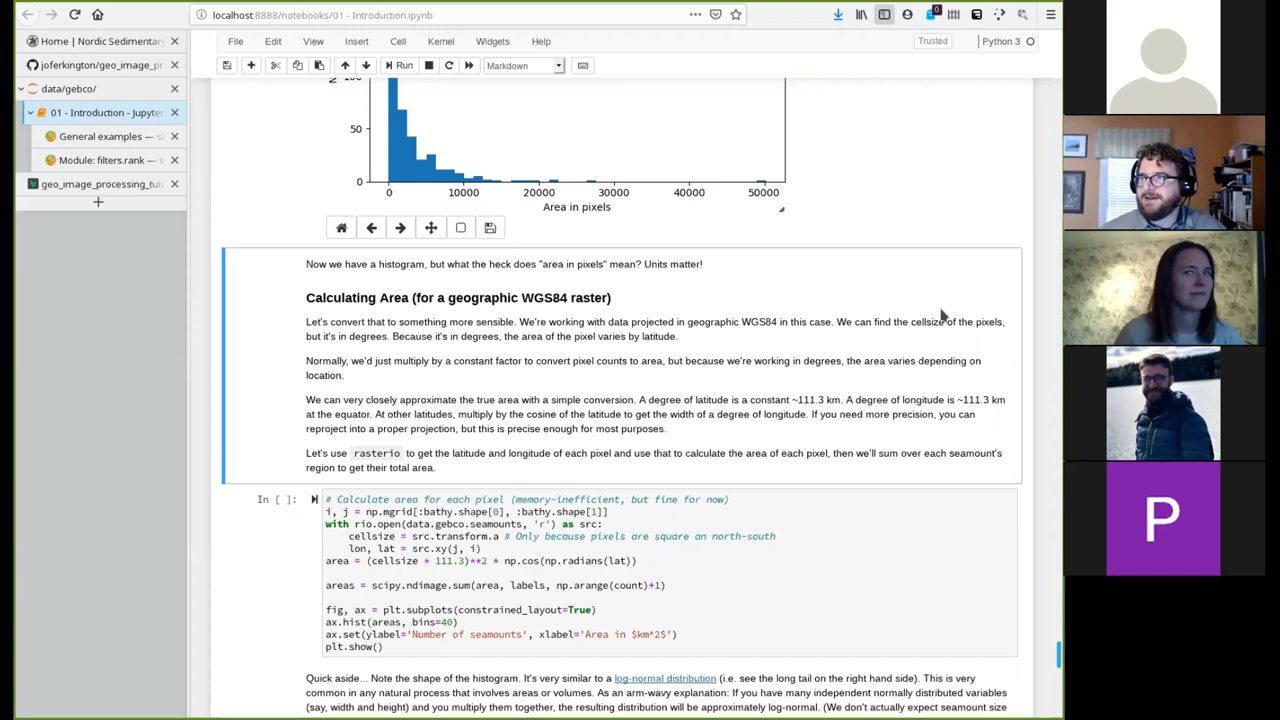 localhost:8888/notebooks/01 - Introduction.ipynb
0
Home | Nordic Sedimentar
joferkington/geo_image_pr
data/gebco/
01 - Introduction - Jupyter
General examples — s
Module: filters.rank — s
geo_image_processing_tuto
File Edit View Insert Cell Kernel Widgets Help Trusted Python 3
Run Markdown
100
50
0
0 10000 20000 30000 40000 50000
Area in pixels
Now we have a histogram, but what the heck does "area in pixels" mean? Units matter!
Calculating Area (for a geographic WGS84 raster)
Let's convert that to something more sensible. We're working with data projected in geographic WGS84 in this case. We can find the cellsize of the pixels,
but it's in degrees. Because it's in degrees, the area of the pixel varies by latitude.
Normally, we'd just multiply by a constant factor to convert pixel counts to area, but because we're working in degrees, the area varies depending on
location.
We can very closely approximate the true area with a simple conversion. A degree of latitude is a constant ~111.3 km. A degree of longitude is ~111.3 km
at the equator. At other latitudes, multiply by the cosine of the latitude to get the width of a degree of longitude. If you need more precision, you can
reproject into a proper projection, but this is precise enough for most purposes.
Let's use rasterio to get the latitude and longitude of each pixel and use that to calculate the area of each pixel, then we'll sum over each seamount's
region to get their total area.
In [ ]:
# Calculate area for each pixel (memory-inefficient, but fine for now)
i, j = np.mgrid[:bathy.shape[0], :bathy.shape[1]]
with rio.open(data.gebco.seamounts, 'r') as src:
cellsize = src.transform.a # Only because pixels are square an north-south
lon, lat = src.xy(j, i)
area = (cellsize * 111.3)**2 * np.cos(np.radians(lat))
areas = scipy.ndimage.sum(area, labels, np.arange(count)+1)
fig, ax = plt.subplots(constrained_layout=True)
ax.hist(areas, bins=40)
ax.set(ylabel='Number of seamounts', xlabel='Area in $km^2$')
plt.show()
Quick aside... Note the shape of the histogram. It's very similar to a log-normal distribution (i.e. see the long tail on the right hand side). This is very
common in any natural process that involves areas or volumes. As an arm-wavy explanation: If you have many independent normally distributed variables
(say, width and height) and you multiply them together, the resulting distribution will be approximately log-normal. (We don't actually expect seamount size
P